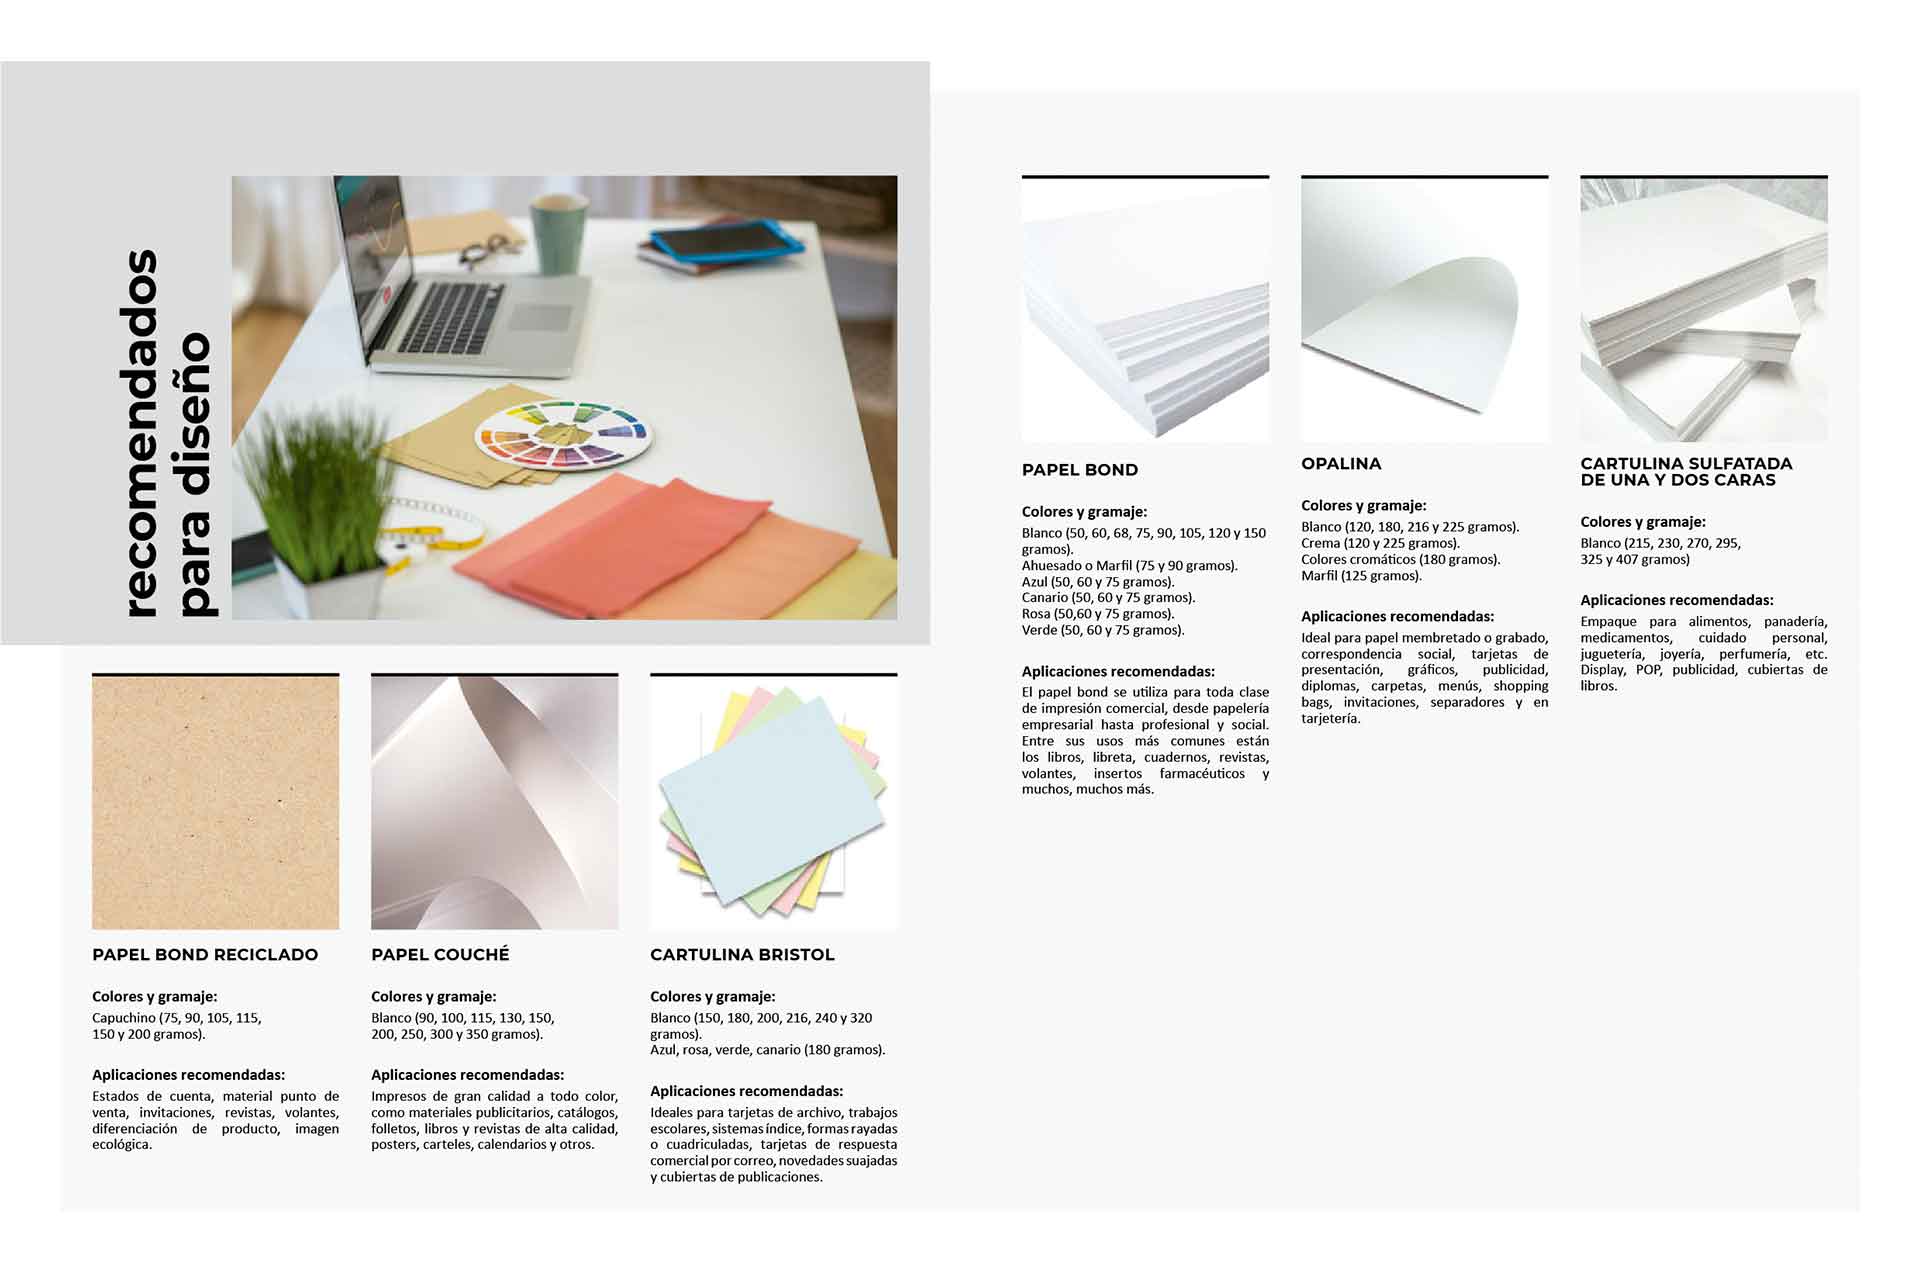 recomendados
para diseño
PAPEL BOND RECICLADO
Colores y gramaje:
Capuchino (75, 90, 105, 115,
150 y 200 gramos).
Aplicaciones recomendadas:
Estados de cuenta, material punto de
venta, invitaciones, revistas, volantes,
diferenciación de producto, imagen
ecológica.
PAPEL COUCHÉ
Colores y gramaje:
Blanco (90, 100, 115, 130, 150,
200, 250, 300 y 350 gramos).
Aplicaciones recomendadas:
Impresos de gran calidad a todo color,
como materiales publicitarios, catálogos,
folletos, libros y revistas de alta calidad,
posters, carteles, calendarios y otros.
CARTULINA BRISTOL
Colores y gramaje:
Blanco (150, 180, 200, 216, 240 y 320
gramos).
Azul, rosa, verde, canario (180 gramos).
Aplicaciones recomendadas:
Ideales para tarjetas de archivo, trabajos
escolares, sistemas índice, formas rayadas
o cuadriculadas, tarjetas de respuesta
comercial por correo, novedades suajadas
y cubiertas de publicaciones.
PAPEL BOND
Colores y gramaje:
Blanco (50, 60, 68, 75, 90, 105, 120 y 150
gramos).
Ahuesado o Marfil (75 y 90 gramos).
Azul (50, 60 y 75 gramos).
Canario (50, 60 y 75 gramos).
Rosa (50,60 y 75 gramos).
Verde (50, 60 y 75 gramos).
Aplicaciones recomendadas:
El papel bond se utiliza para toda clase
de impresión comercial, desde papelería
empresarial hasta profesional y social.
Entre sus usos más comunes están
los libros, libreta, cuadernos, revistas,
volantes, insertos farmacéuticos y
muchos, muchos más.
OPALINA
Colores y gramaje:
Blanco (120, 180, 216 y 225 gramos).
Crema (120 y 225 gramos).
Colores cromáticos (180 gramos).
Marfil (125 gramos).
Aplicaciones recomendadas:
Ideal para papel membretado o grabado,
correspondencia social, tarjetas de
presentación, gráficos, publicidad,
diplomas, carpetas, menús, shopping
bags, invitaciones, separadores y en
tarjetería.
CARTULINA SULFATADA
DE UNA Y DOS CARAS
Colores y gramaje:
Blanco (215, 230, 270, 295,
325 y 407 gramos)
Aplicaciones recomendadas:
Empaque para alimentos, panadería,
medicamentos, cuidado personal,
juguetería, joyería, perfumería, etc.
Display, POP, publicidad, cubiertas de
libros.